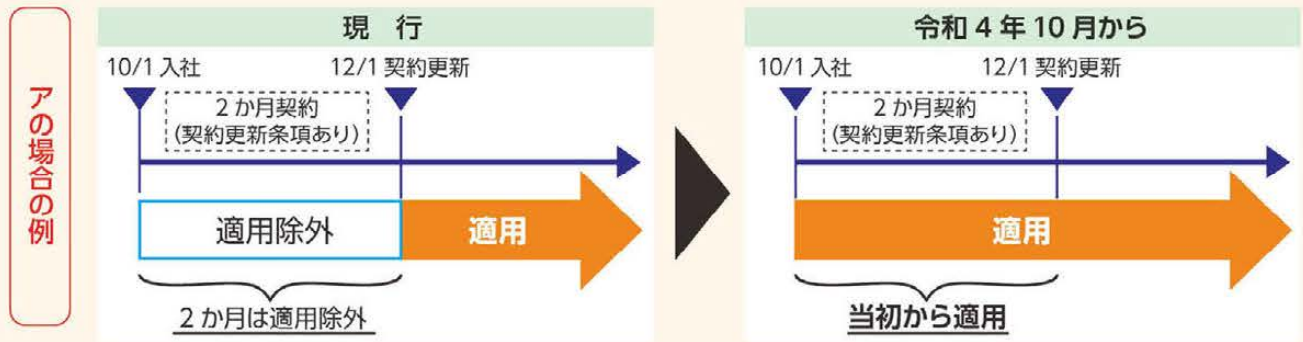 アの場合の例
現 行
10/1 入社
12/1 契約更新
2 か月契約
(契約更新条項あり)
適用除外
適用
2 か月は適用除外
令和 4 年 10 月から
10/1 入社
12/1 契約更新
2 か月契約
(契約更新条項あり)
適用
当初から適用